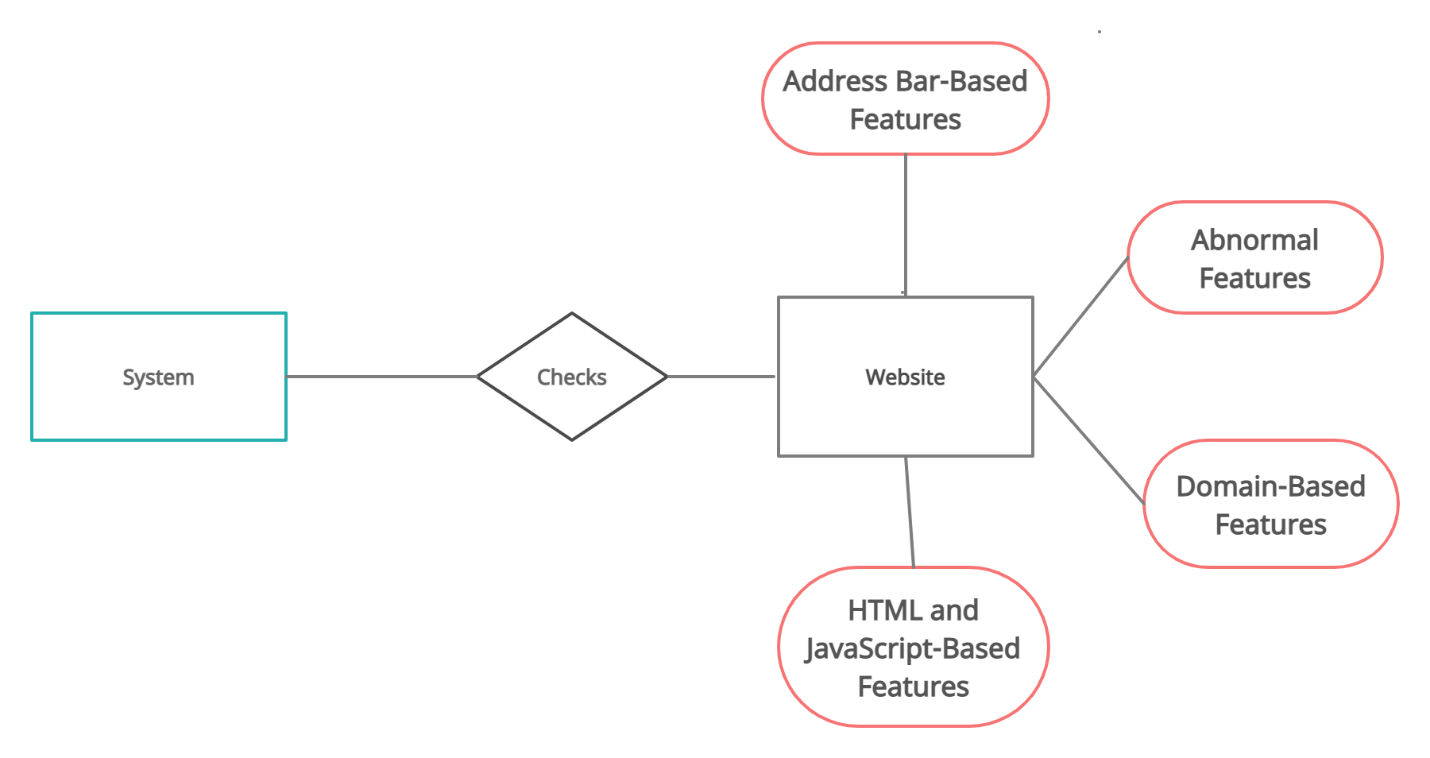 Address Bar-Based
Features
Abnormal
Features
System
Checks
Website
Domain-Based
Features
HTML and
JavaScript-Based
Features